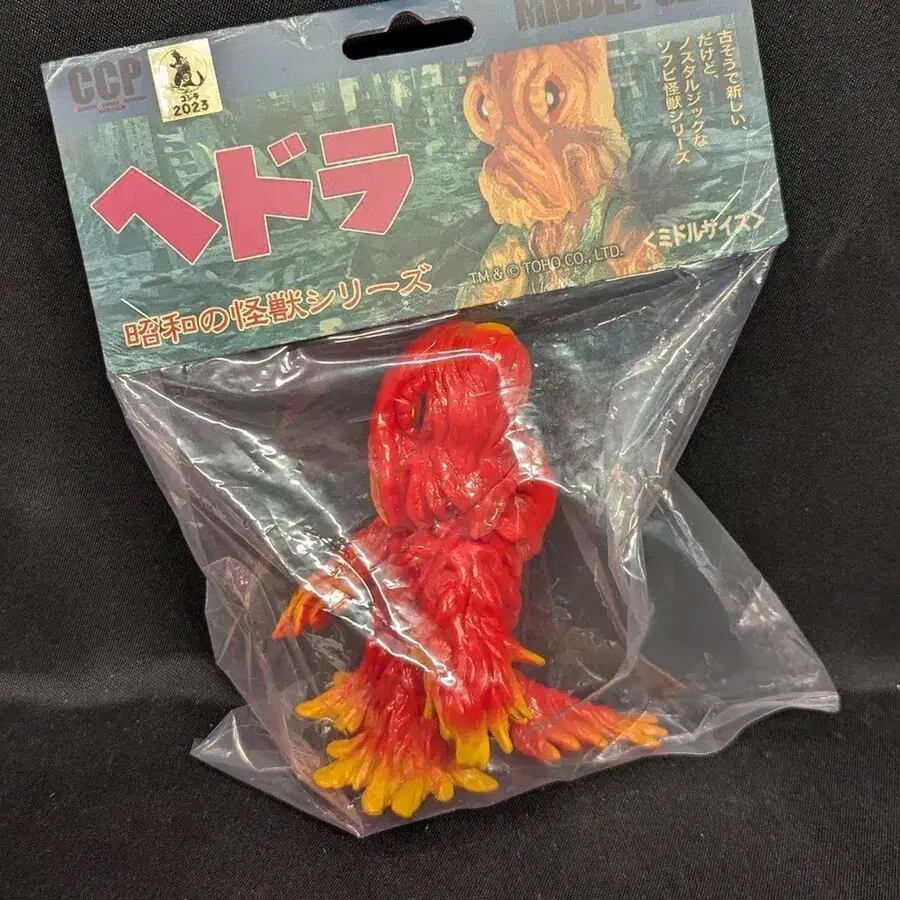 CCP
MIDDLE
ゴジラ
2023
古そうで新しい、
だけど、
ノスタルジックな
ソフビ怪獣シリーズ
ヘドラ
<ミドルサイズ>
TM & © TOHO CO., LTD.
昭和の怪獣シリーズ